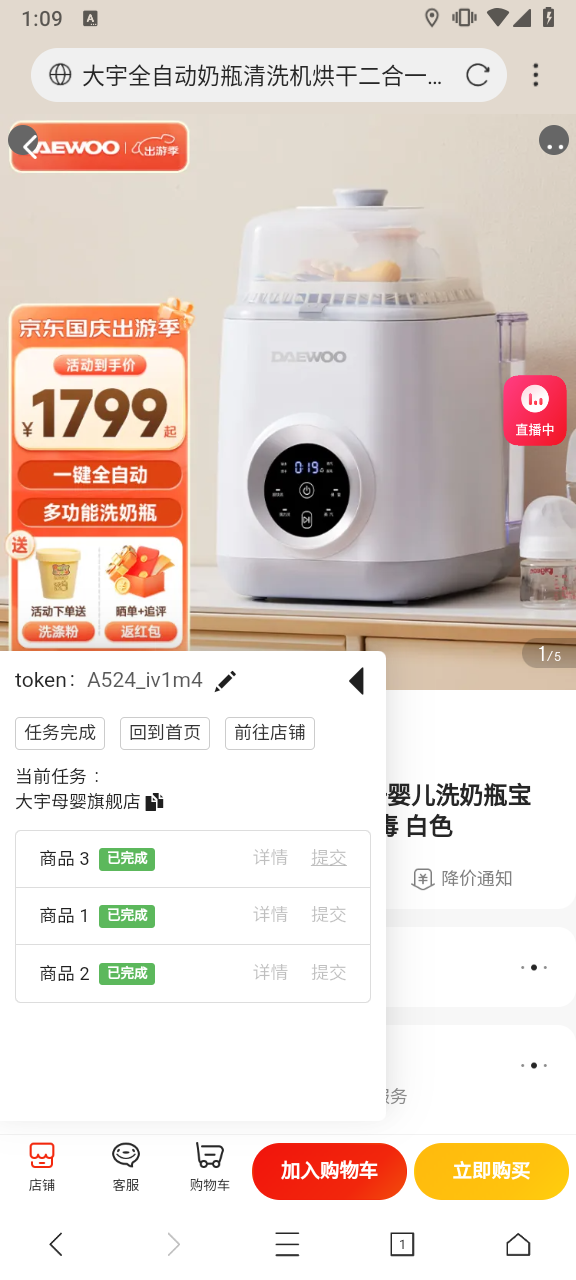 1:09
A
大宇全自动奶瓶清洗机烘干二合一...
DAEWOO 出游季
DAEWOO
京东国庆出游季
活动到手价
¥1799起
一键全自动
多功能洗奶瓶
送
活动下单送 晒单+追评
洗涤粉 返红包
019
直播中
1/5
token: A524_iv1m4
任务完成 回到首页 前往店铺
当前任务：
大宇母婴旗舰店
商品 3 已完成 详情 提交
商品 1 已完成 详情 提交
商品 2 已完成 详情 提交
婴儿洗奶瓶宝
毒 白色
降价通知
服务
店铺 客服 购物车 加入购物车 立即购买
1